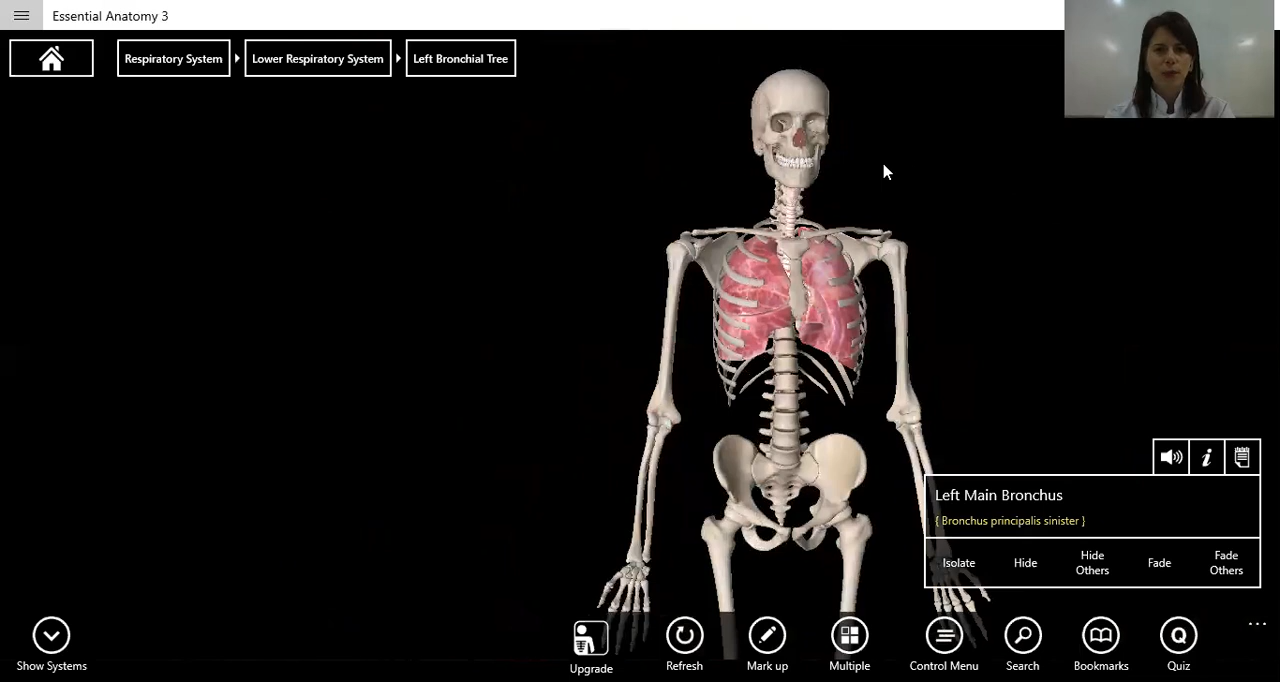 Essential Anatomy 3
Respiratory System
Lower Respiratory System
Left Bronchial Tree
Left Main Bronchus
{ Bronchus principalis sinister }
Isolate
Hide
Hide
Others
Fade
Fade
Others
Show Systems
Upgrade
Refresh
Mark up
Multiple
Control Menu
Search
Bookmarks
Q
Quiz